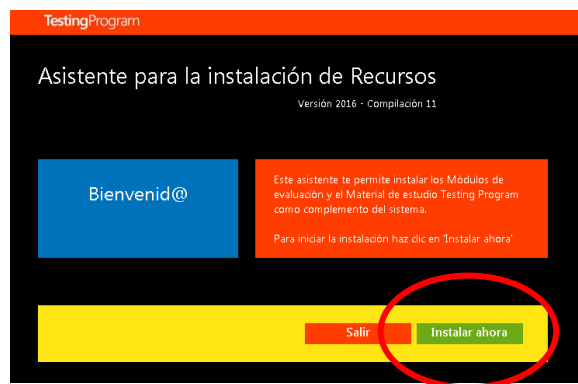 TestingProgram
Asistente para la instalación de Recursos
Versión 2016 - Compilación 11
Bienvenid@
Este asistente te permite instalar los Módulos de
evaluación y el Material de estudio Testing Program
como complemento del sistema.
Para iniciar la instalación haz clic en 'Instalar ahora'
Salir
Instalar ahora